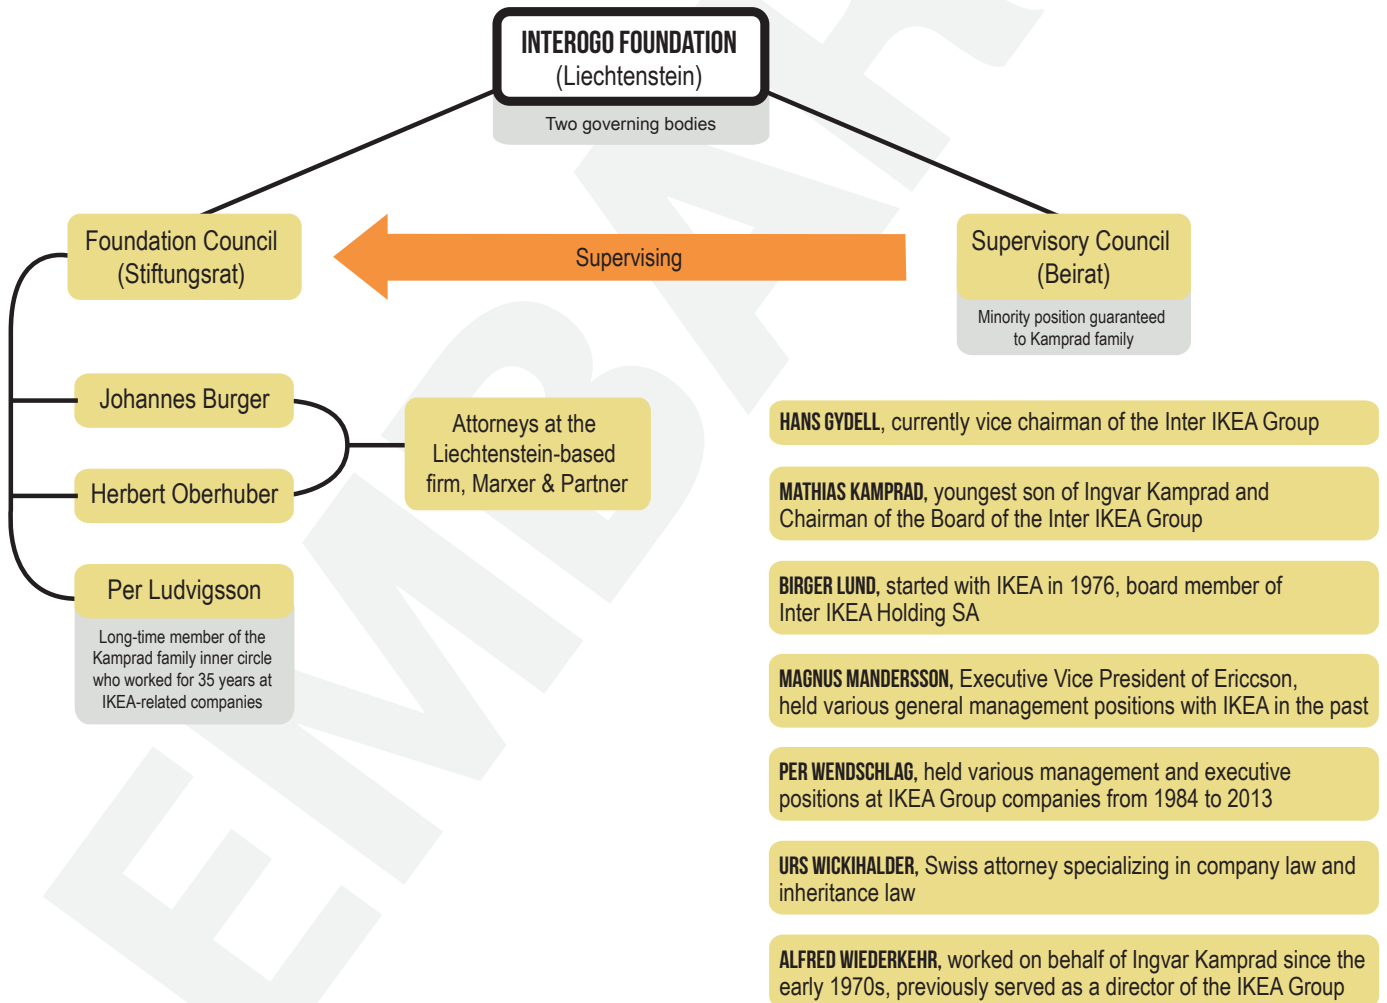 INTEROGO FOUNDATION
(Liechtenstein)
Two governing bodies
Foundation Council
(Stiftungsrat)
Supervising
Supervisory Council
(Beirat)
Minority position guaranteed
to Kamprad family
Johannes Burger
Herbert Oberhuber
Attorneys at the
Liechtenstein-based
firm, Marxer & Partner
Per Ludvigsson
Long-time member of the
Kamprad family inner circle
who worked for 35 years at
IKEA-related companies
HANS GYDELL, currently vice chairman of the Inter IKEA Group
MATHIAS KAMPRAD, youngest son of Ingvar Kamprad and
Chairman of the Board of the Inter IKEA Group
BIRGER LUND, started with IKEA in 1976, board member of
Inter IKEA Holding SA
MAGNUS MANDERSSON, Executive Vice President of Ericcson,
held various general management positions with IKEA in the past
PER WENDSCHLAG, held various management and executive
positions at IKEA Group companies from 1984 to 2013
URS WICKIHALDER, Swiss attorney specializing in company law and
inheritance law
ALFRED WIEDERKEHR, worked on behalf of Ingvar Kamprad since the
early 1970s, previously served as a director of the IKEA Group
EMBAR